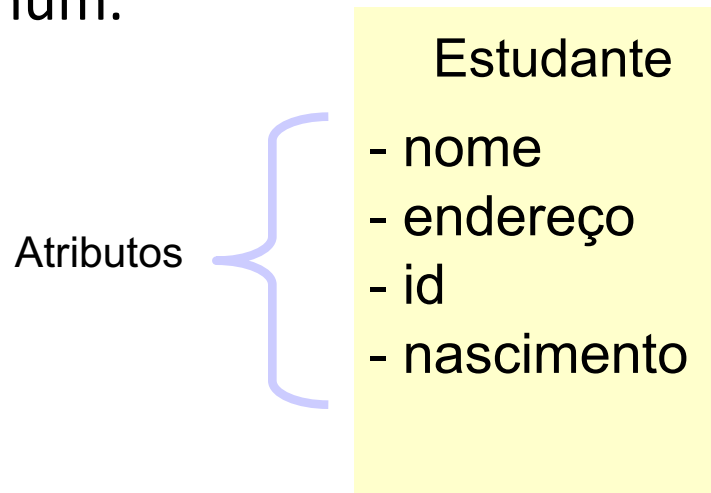 Estudante
- nome
- endereço
Atributos
- id
- nascimento